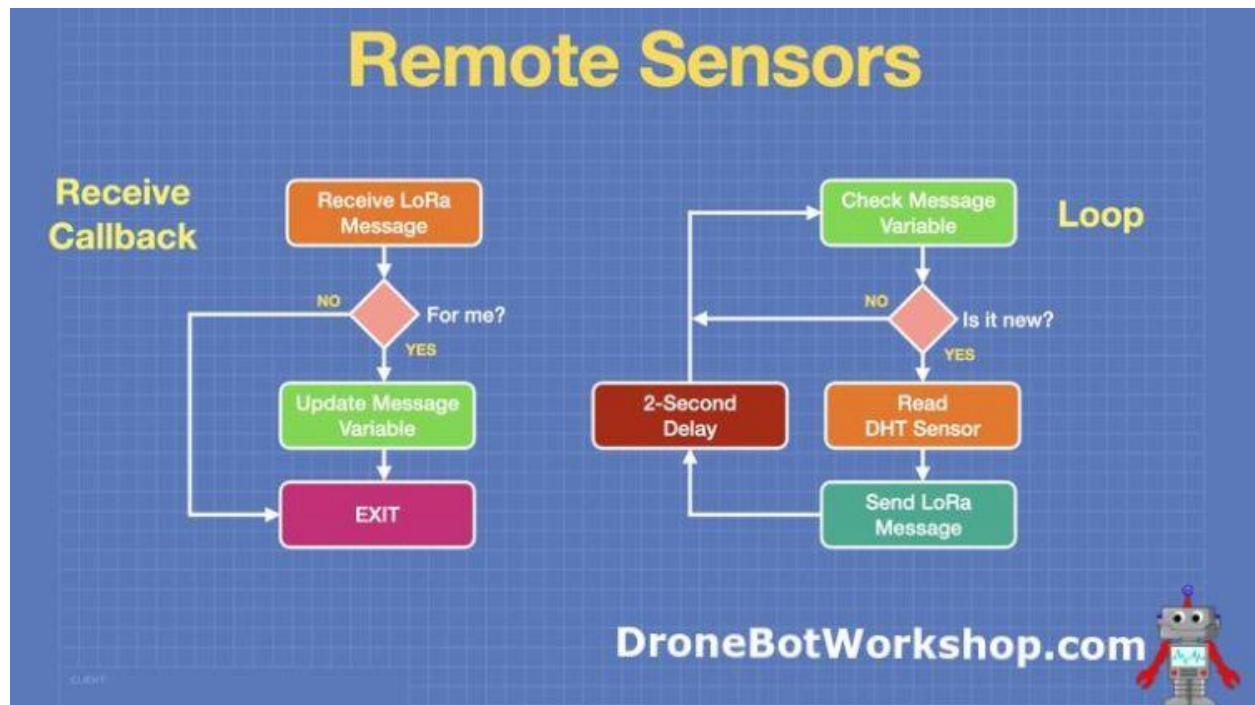 Remote Sensors
Receive
Callback
Receive LoRa
Message
NO
For me?
YES
Update Message
Variable
EXIT
Check Message
Variable
Loop
NO
Is it new?
YES
2-Second
Delay
Read
DHT Sensor
Send LoRa
Message
DroneBotWorkshop.com
CLIENT